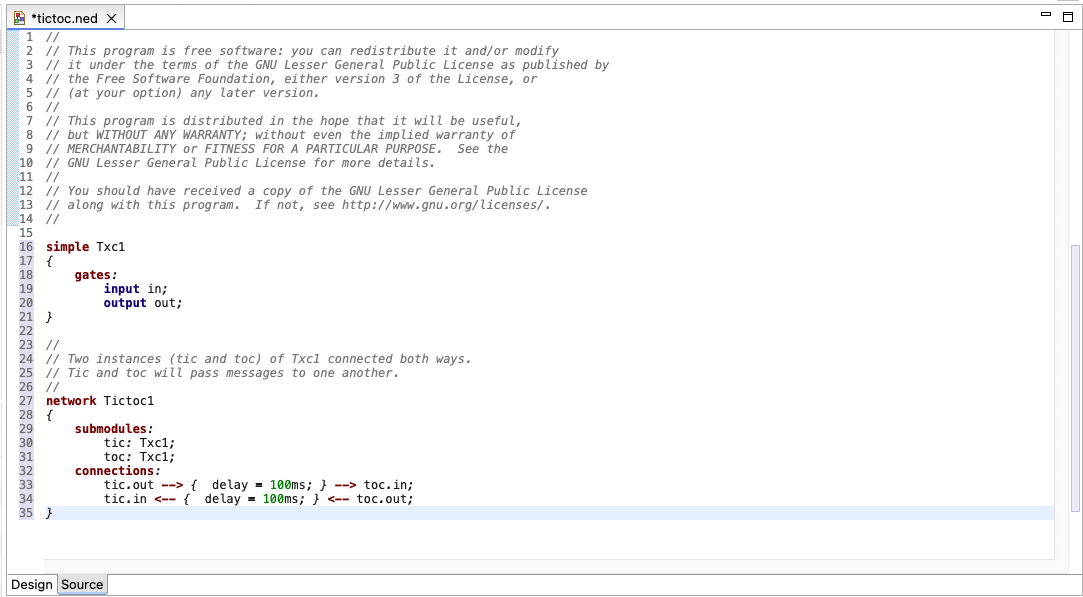 *tictoc.ned
1 //
2 // This program is free software: you can redistribute it and/or modify
3 // it under the terms of the GNU Lesser General Public License as published by
4 // the Free Software Foundation, either version 3 of the License, or
5 // (at your option) any later version.
6 //
7 // This program is distributed in the hope that it will be useful,
8 // but WITHOUT ANY WARRANTY; without even the implied warranty of
9 // MERCHANTABILITY or FITNESS FOR A PARTICULAR PURPOSE.  See the
10 // GNU Lesser General Public License for more details.
11 //
12 // You should have received a copy of the GNU Lesser General Public License
13 // along with this program.  If not, see http://www.gnu.org/licenses/.
14 //
15
16 simple Txc1
17 {
18     gates:
19         input in;
20         output out;
21 }
22
23 //
24 // Two instances (tic and toc) of Txc1 connected both ways.
25 // Tic and toc will pass messages to one another.
26 //
27 network Tictoc1
28 {
29     submodules:
30         tic: Txc1;
31         toc: Txc1;
32     connections:
33         tic.out --> {  delay = 100ms; } --> toc.in;
34         tic.in <-- {  delay = 100ms; } <-- toc.out;
35 }
Design Source